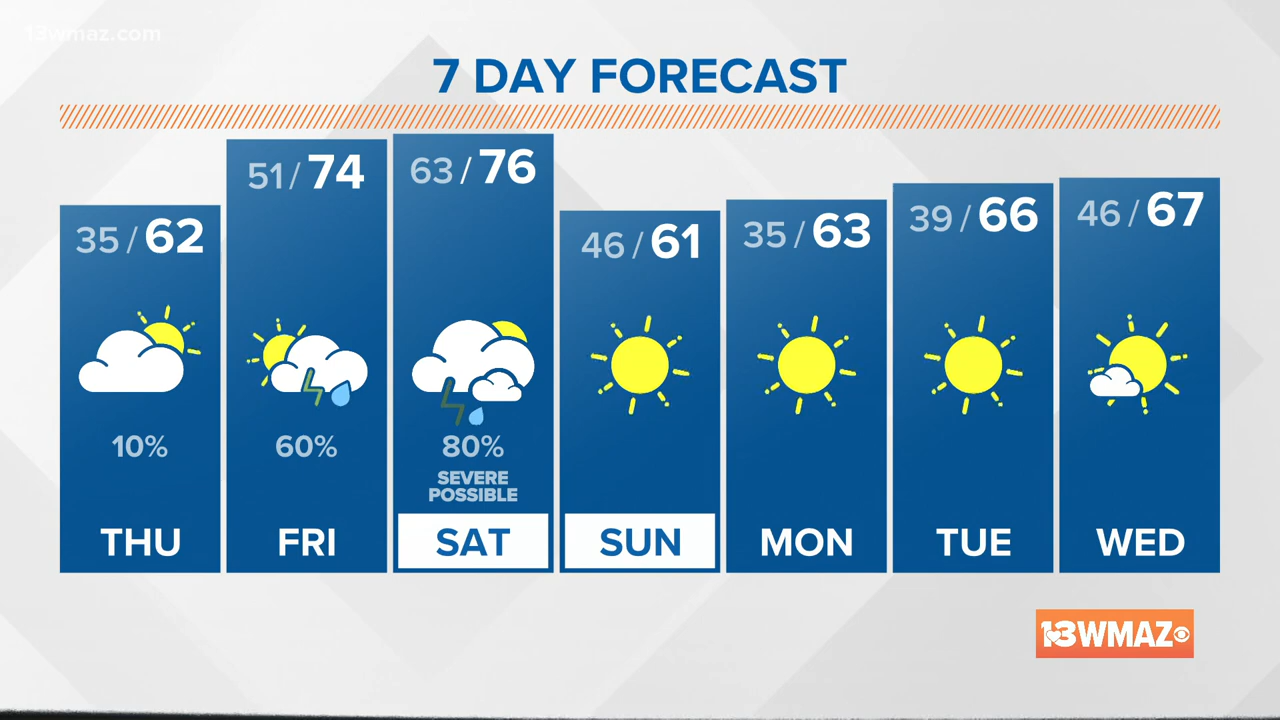 13wmaz.com
7 DAY FORECAST
35 / 62
51 / 74
63 / 76
46 / 61
35 / 63
39 / 66
46 / 67
10%
60%
80%
SEVERE
POSSIBLE
THU
FRI
SAT
SUN
MON
TUE
WED
13WMAZ